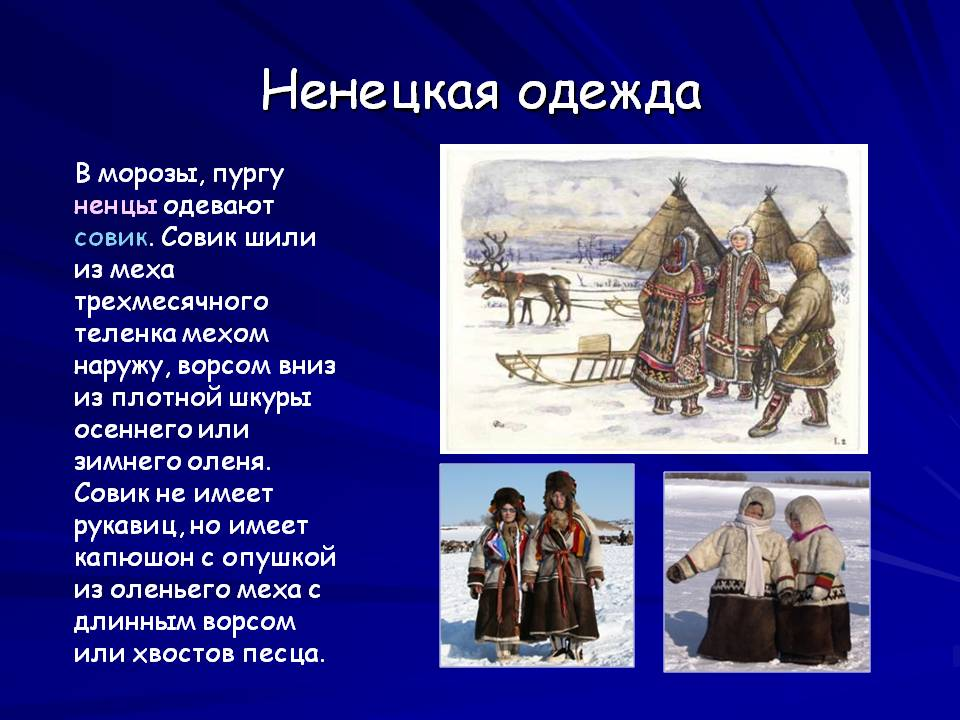 Ненецкая одежда
В морозы, пургу
ненцы одевают
совик. Совик шили
из меха
трехмесячного
теленка мехом
наружу, ворсом вниз
из плотной шкуры
осеннего или
зимнего оленя.
Совик не имеет
рукавиц, но имеет
капюшон с опушкой
из оленьего меха с
длинным ворсом
или хвостов песца.